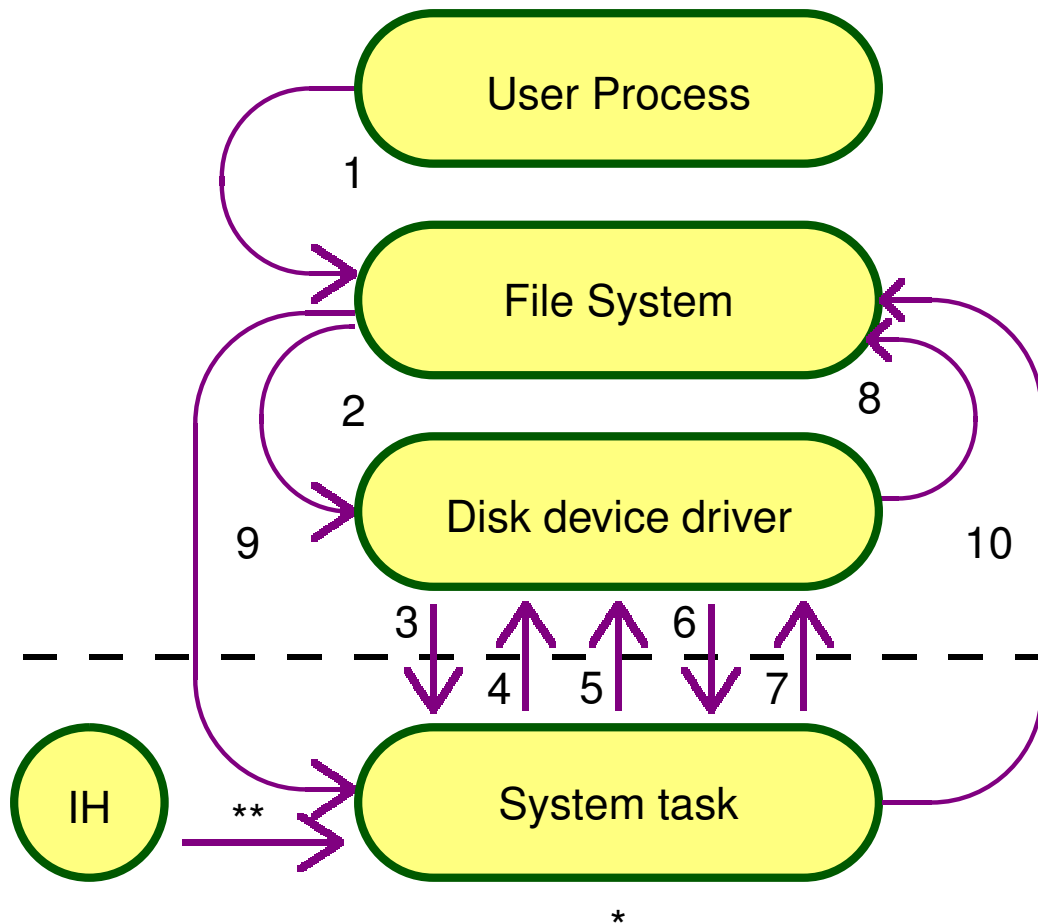 User Process
1
File System
2
8
Disk device driver
9
10
3
6
4
5
7
IH
**
System task
*